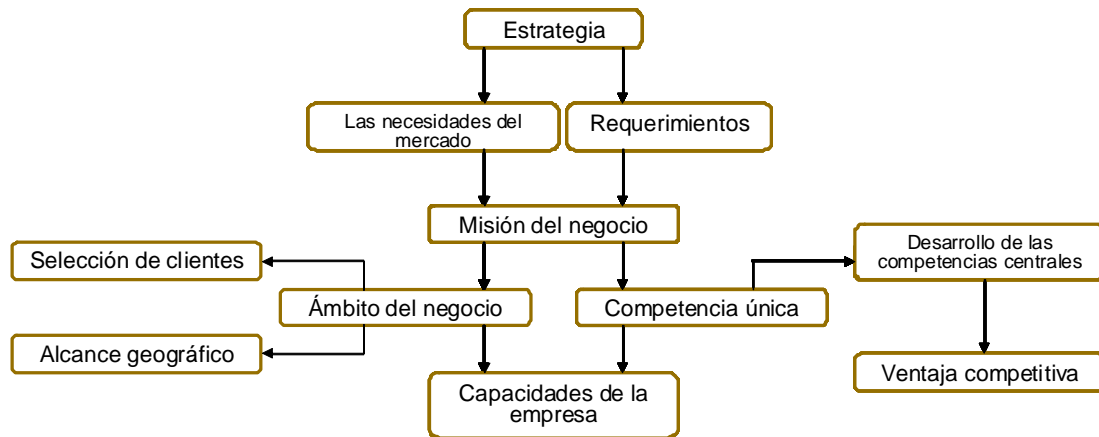 Estrategia
Las necesidades del
mercado
Requerimientos
Misión del negocio
Selección de clientes
Desarrollo de las
competencias centrales
Ámbito del negocio
Competencia única
Alcance geográfico
Ventaja competitiva
Capacidades de la
empresa